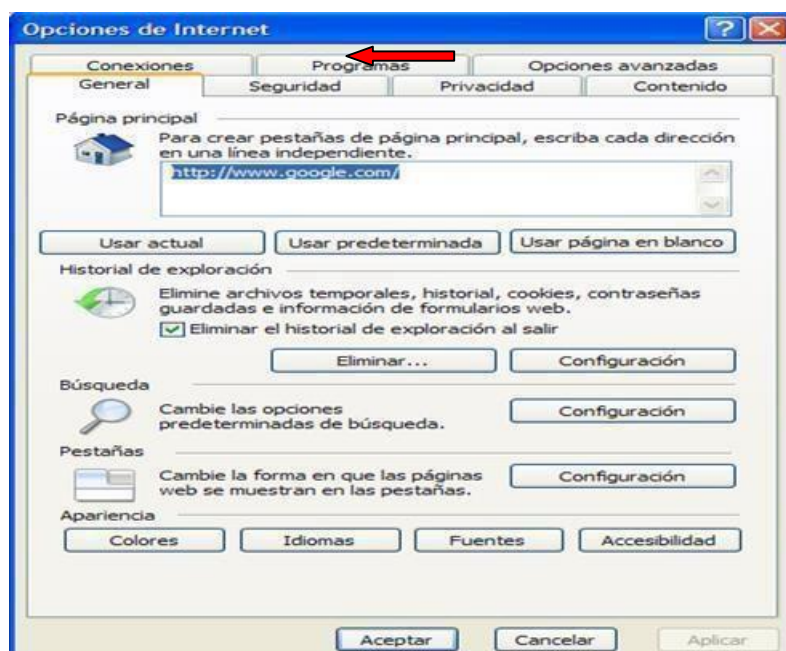 Opciones de Internet
Conexiones Programas Opciones avanzadas
General Seguridad Privacidad Contenido
Página principal
Para crear pestañas de página principal, escriba cada dirección
en una línea independiente.
http://www.google.com/
Usar actual Usar predeterminada Usar página en blanco
Historial de exploración
Elimine archivos temporales, historial, cookies, contraseñas
guardadas e información de formularios web.
Eliminar el historial de exploración al salir
Eliminar... Configuración
Búsqueda
Cambie las opciones
predeterminadas de búsqueda.
Configuración
Pestañas
Cambie la forma en que las páginas
web se muestran en las pestañas.
Configuración
Apariencia
Colores Idiomas Fuentes Accesibilidad
Aceptar Cancelar Aplicar